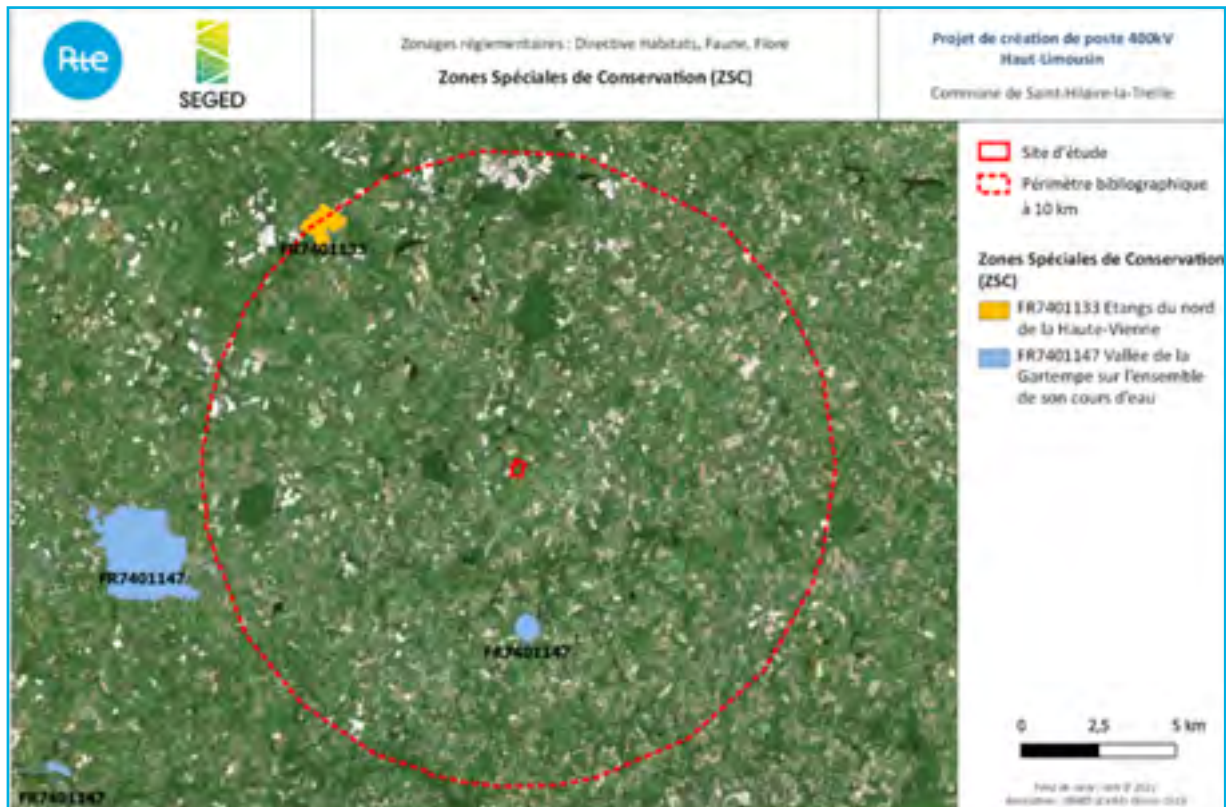 Rte
SEGED
Zonages réglementaires : Directive Habitats, Faune, Flore
Zones Spéciales de Conservation (ZSC)
Projet de création de poste 400kV
Haut-Limousin
Commune de Saint-Hilaire-la-Treille
Site d'étude
Périmètre bibliographique
à 10 km
Zones Spéciales de Conservation
(ZSC)
FR7401133 Etangs du nord
de la Haute-Vienne
FR7401147 Vallée de la
Gartempe sur l'ensemble
de son cours d'eau
FR7401133
FR7401147
FR7401147
FR7401147
0 2,5 5 km